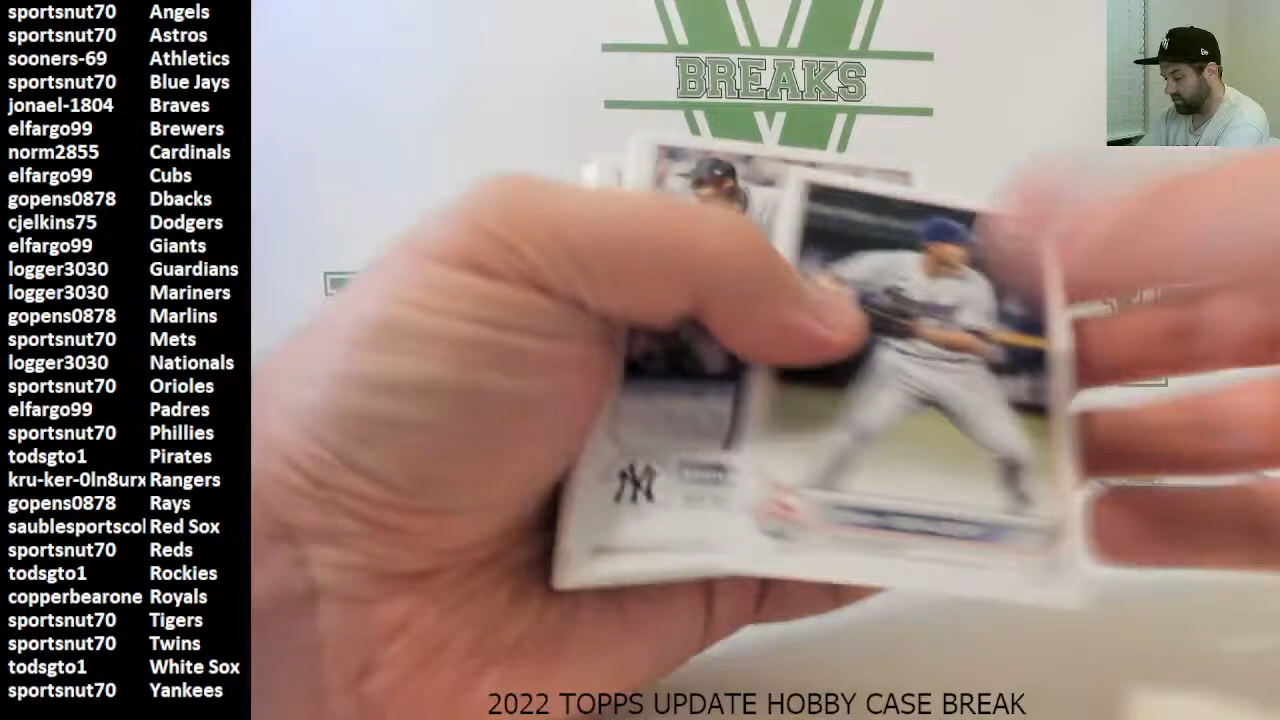 sportsnut70 Angels
sportsnut70 Astros
sooners-69 Athletics
sportsnut70 Blue Jays
jonael-1804 Braves
elfargo99 Brewers
norm2855 Cardinals
elfargo99 Cubs
gopens0878 Dbacks
cjelkins75 Dodgers
elfargo99 Giants
logger3030 Guardians
logger3030 Mariners
gopens0878 Marlins
sportsnut70 Mets
logger3030 Nationals
sportsnut70 Orioles
elfargo99 Padres
sportsnut70 Phillies
todsgto1 Pirates
kru-ker-0ln8urx Rangers
gopens0878 Rays
saublesportscol Red Sox
sportsnut70 Reds
todsgto1 Rockies
copperbearone Royals
sportsnut70 Tigers
sportsnut70 Twins
todsgto1 White Sox
sportsnut70 Yankees
V
BREAKS
NY
2022 TOPPS UPDATE HOBBY CASE BREAK